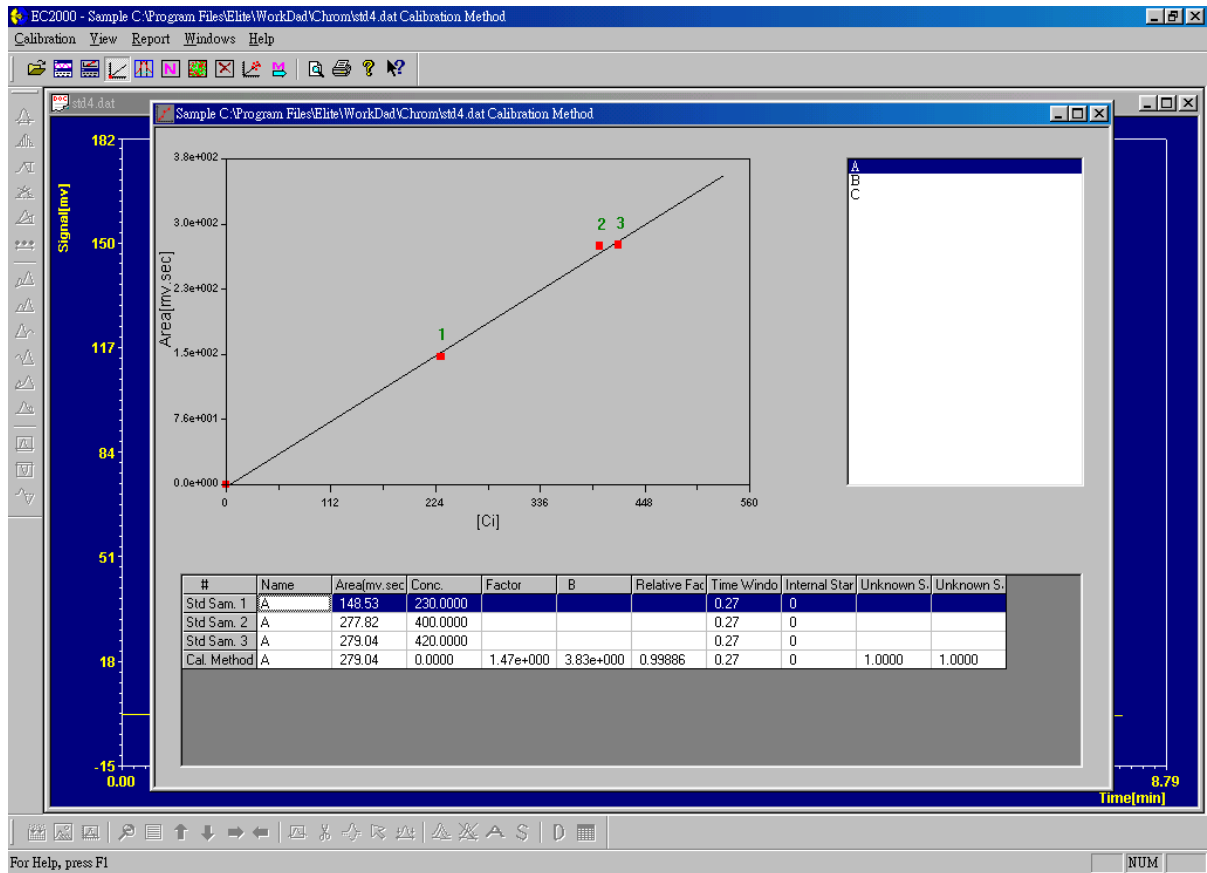 EC2000 - Sample C:\Program Files\Elite\WorkDad\Chrom\std4.dat Calibration Method
Calibration View Report Windows Help
std4.dat
Sample C:\Program Files\Elite\WorkDad\Chrom\std4.dat Calibration Method
182
150
117
84
51
18
-15
Signal[mv]
0.00
8.79
Time[min]
3.8e+002
3.0e+002
2.3e+002
1.5e+002
7.6e+001
0.0e+000
Area[mv.sec]
1
2 3
0 112 224 336 448 560
[Ci]
A
B
C
# Name Area(mv.sec Conc. Factor B Relative Fac Time Windo Internal Star Unknown S. Unknown S.
Std Sam. 1 A 148.53 230.0000 0.27 0
Std Sam. 2 A 277.82 400.0000 0.27 0
Std Sam. 3 A 279.04 420.0000 0.27 0
Cal. Method A 279.04 0.0000 1.47e+000 3.83e+000 0.99886 0.27 0 1.0000 1.0000
For Help, press F1
NUM